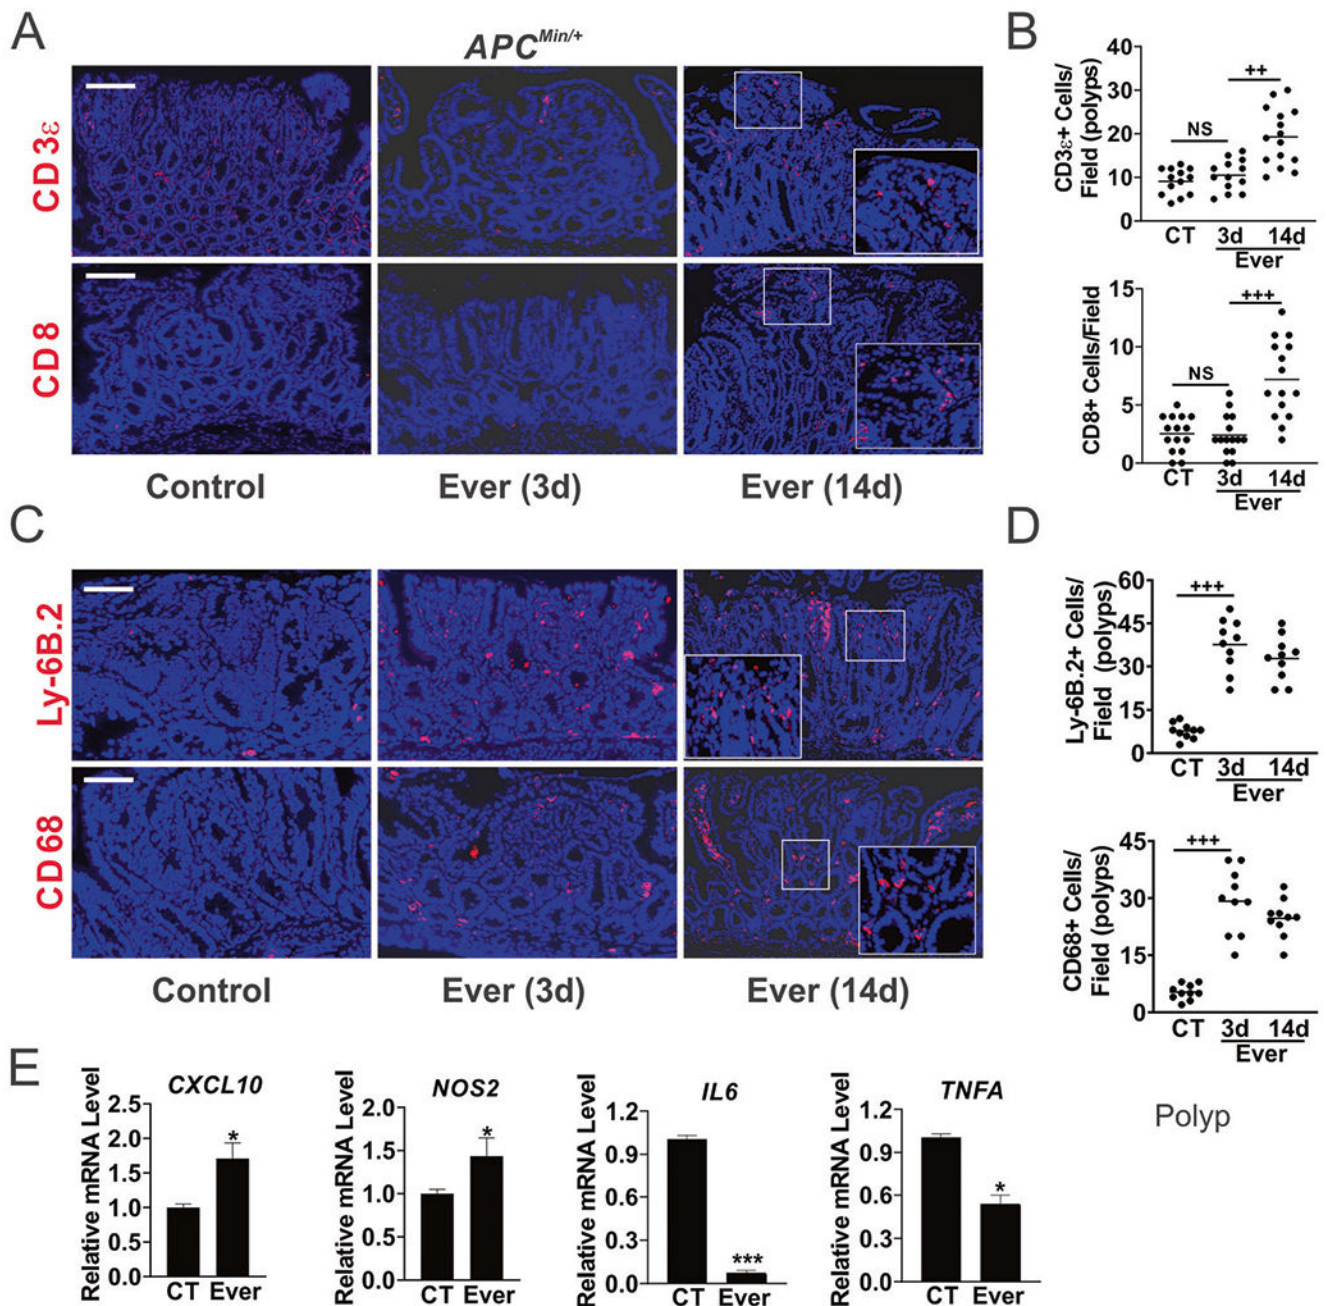 A
APC^Min/+
CD3ε
CD8
Control
Ever (3d)
Ever (14d)
B
CD3ε+ Cells/
Field (polyps)
40
30
20
10
0
NS
++
CT
3d
14d
Ever
CD8+ Cells/Field
15
10
5
0
NS
+++
CT
3d
14d
Ever
C
Ly-6B.2
CD68
Control
Ever (3d)
Ever (14d)
D
Ly-6B.2+ Cells/
Field (polyps)
60
45
30
15
0
+++
CT
3d
14d
Ever
CD68+ Cells/
Field (polyps)
45
30
15
0
+++
CT
3d
14d
Ever
Polyp
E
CXCL10
Relative mRNA Level
2.5
2.0
1.5
1.0
0.5
0.0
*
CT Ever
NOS2
Relative mRNA Level
2.0
1.5
1.0
0.5
0.0
*
CT Ever
IL6
Relative mRNA Level
1.2
0.9
0.6
0.3
0.0
***
CT Ever
TNFA
Relative mRNA Level
1.2
0.9
0.6
0.3
0.0
*
CT Ever